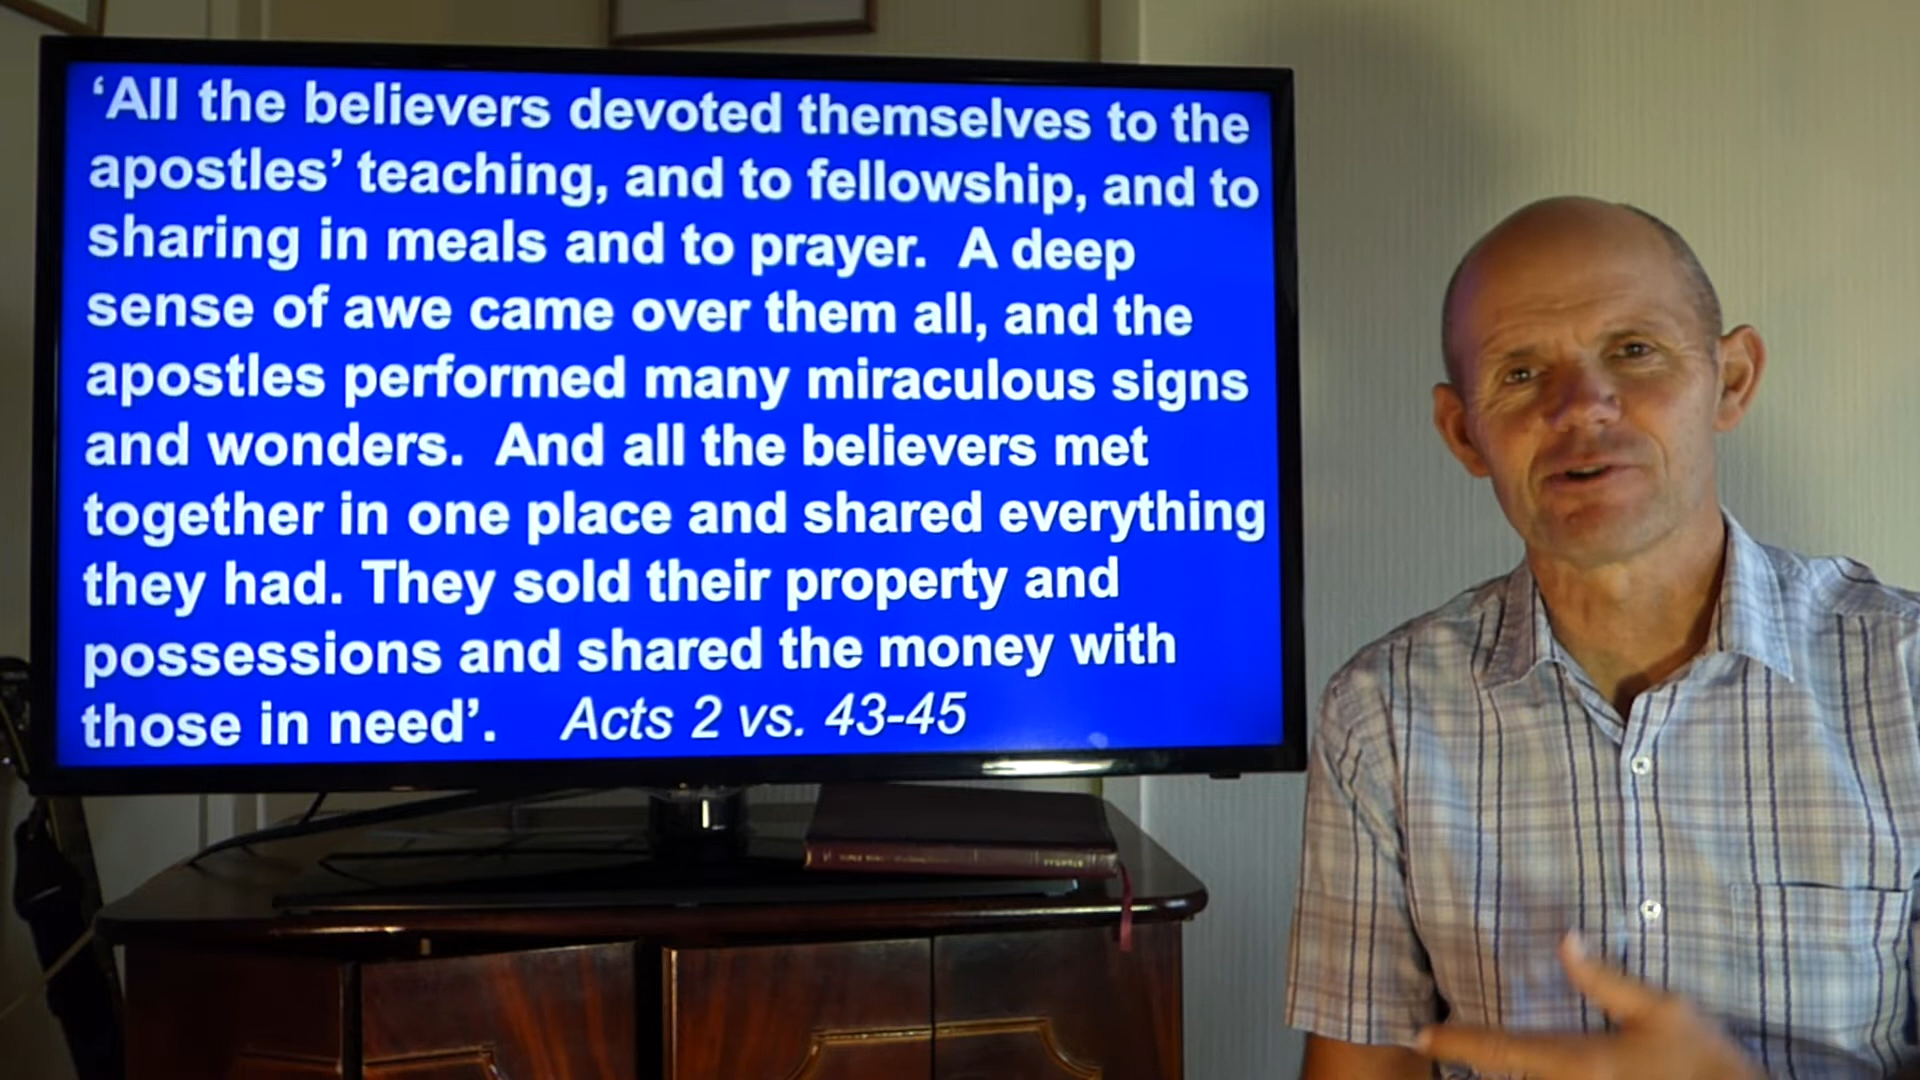 ‘All the believers devoted themselves to the
apostles’ teaching, and to fellowship, and to
sharing in meals and to prayer.  A deep
sense of awe came over them all, and the
apostles performed many miraculous signs
and wonders.  And all the believers met
together in one place and shared everything
they had. They sold their property and
possessions and shared the money with
those in need’.    Acts 2 vs. 43-45